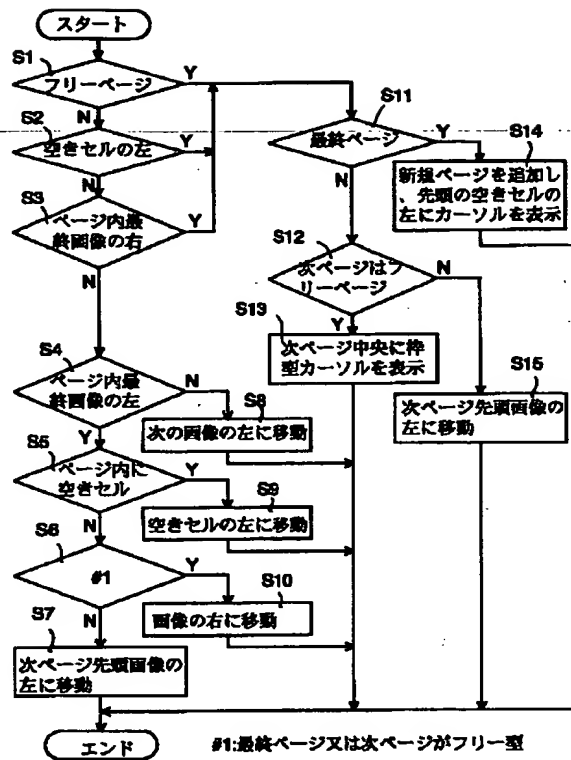 スタート
S1
フリーページ
Y
N
S2
空きセルの左
Y
N
S3
ページ内最
終画像の右
Y
N
S4
ページ内最
終画像の左
N
Y
S8
次の画像の左に移動
S5
ページ内に
空きセル
Y
N
S9
空きセルの左に移動
S6
#1
Y
N
S10
画像の右に移動
S7
次ページ先頭画像の
左に移動
エンド
S11
最終ページ
Y
N
S14
新規ページを追加し
、先頭の空きセルの
左にカーソルを表示
S12
次ページはフ
リーページ
N
Y
S13
次ページ中央に枠
型カーソルを表示
S15
次ページ先頭画像の
左に移動
#1:最終ページ又は次ページがフリー型